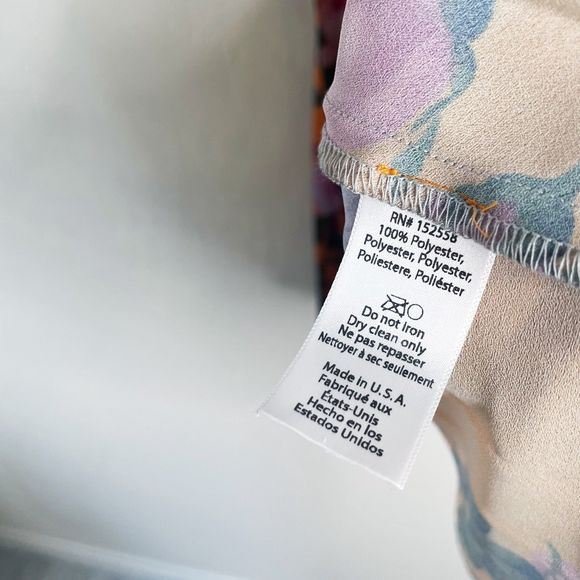 RN# 152558
100% Polyester,
Polyester, Polyester,
Poliestere, Poliéster
Do not Iron
Dry clean only
Ne pas repasser
Nettoyer à sec seulement
Made in U.S.A.
Fabriqué aux
États-Unis
Hecho en los
Estados Unidos